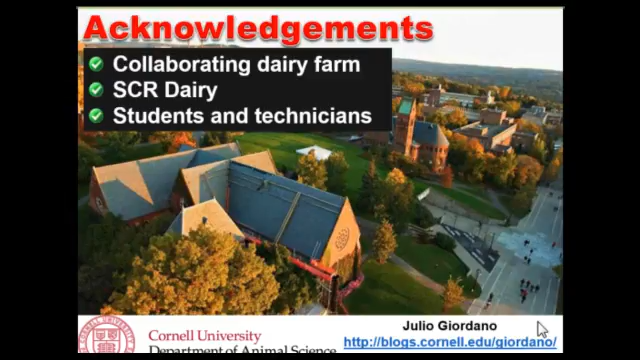 Acknowledgements
Collaborating dairy farm
SCR Dairy
Students and technicians
Cornell University
Department of Animal Science
Julio Giordano
http://blogs.cornell.edu/giordano/